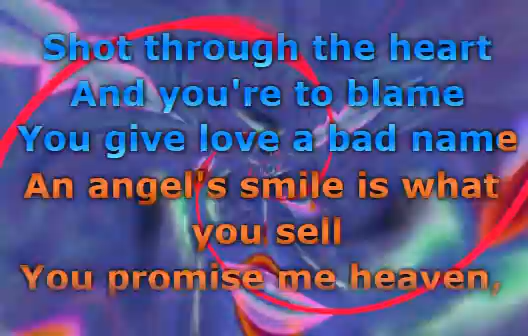 Shot through the heart
And you're to blame
You give love a bad name
An angel's smile is what
you sell
You promise me heaven,